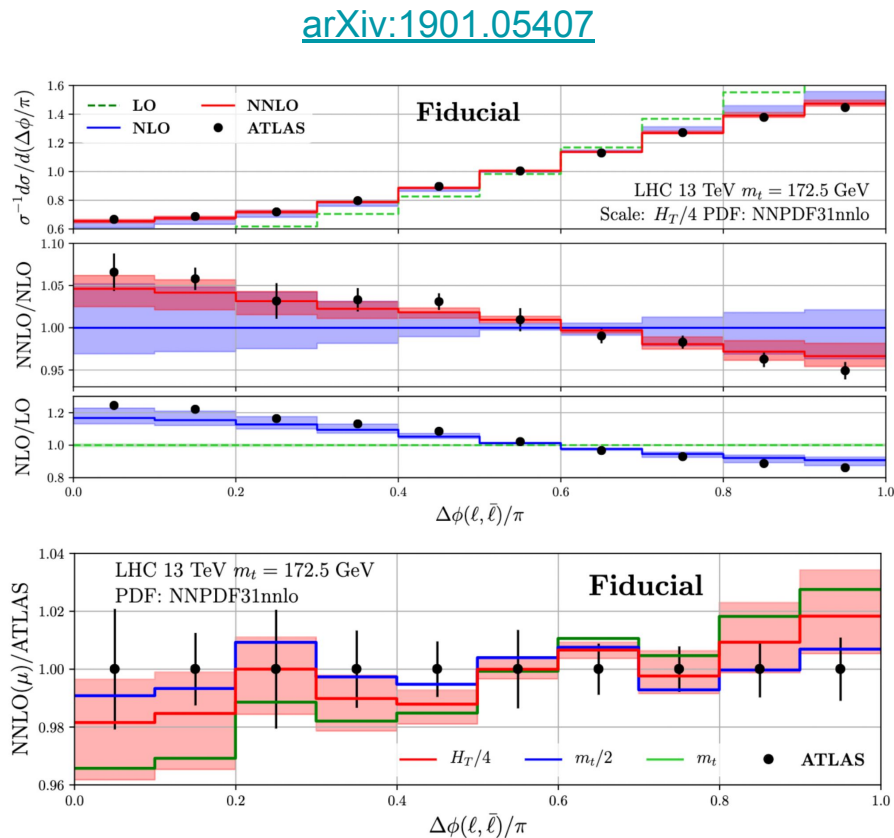 arXiv:1901.05407
σ⁻¹dσ/d(Δϕ/π)
1.6
1.4
1.2
1.0
0.8
0.6
LO
NNLO
NLO
ATLAS
Fiducial
LHC 13 TeV m_t = 172.5 GeV
Scale: H_T/4 PDF: NNPDF31nnlo
NNLO/NLO
1.10
1.05
1.00
0.95
NLO/LO
1.2
1.0
0.8
0.0 0.2 0.4 0.6 0.8 1.0
Δϕ(ℓ, ℓ̄)/π
NNLO(μ)/ATLAS
1.04
1.02
1.00
0.98
0.96
LHC 13 TeV m_t = 172.5 GeV
PDF: NNPDF31nnlo
Fiducial
H_T/4 m_t/2 m_t ATLAS
0.0 0.2 0.4 0.6 0.8 1.0
Δϕ(ℓ, ℓ̄)/π